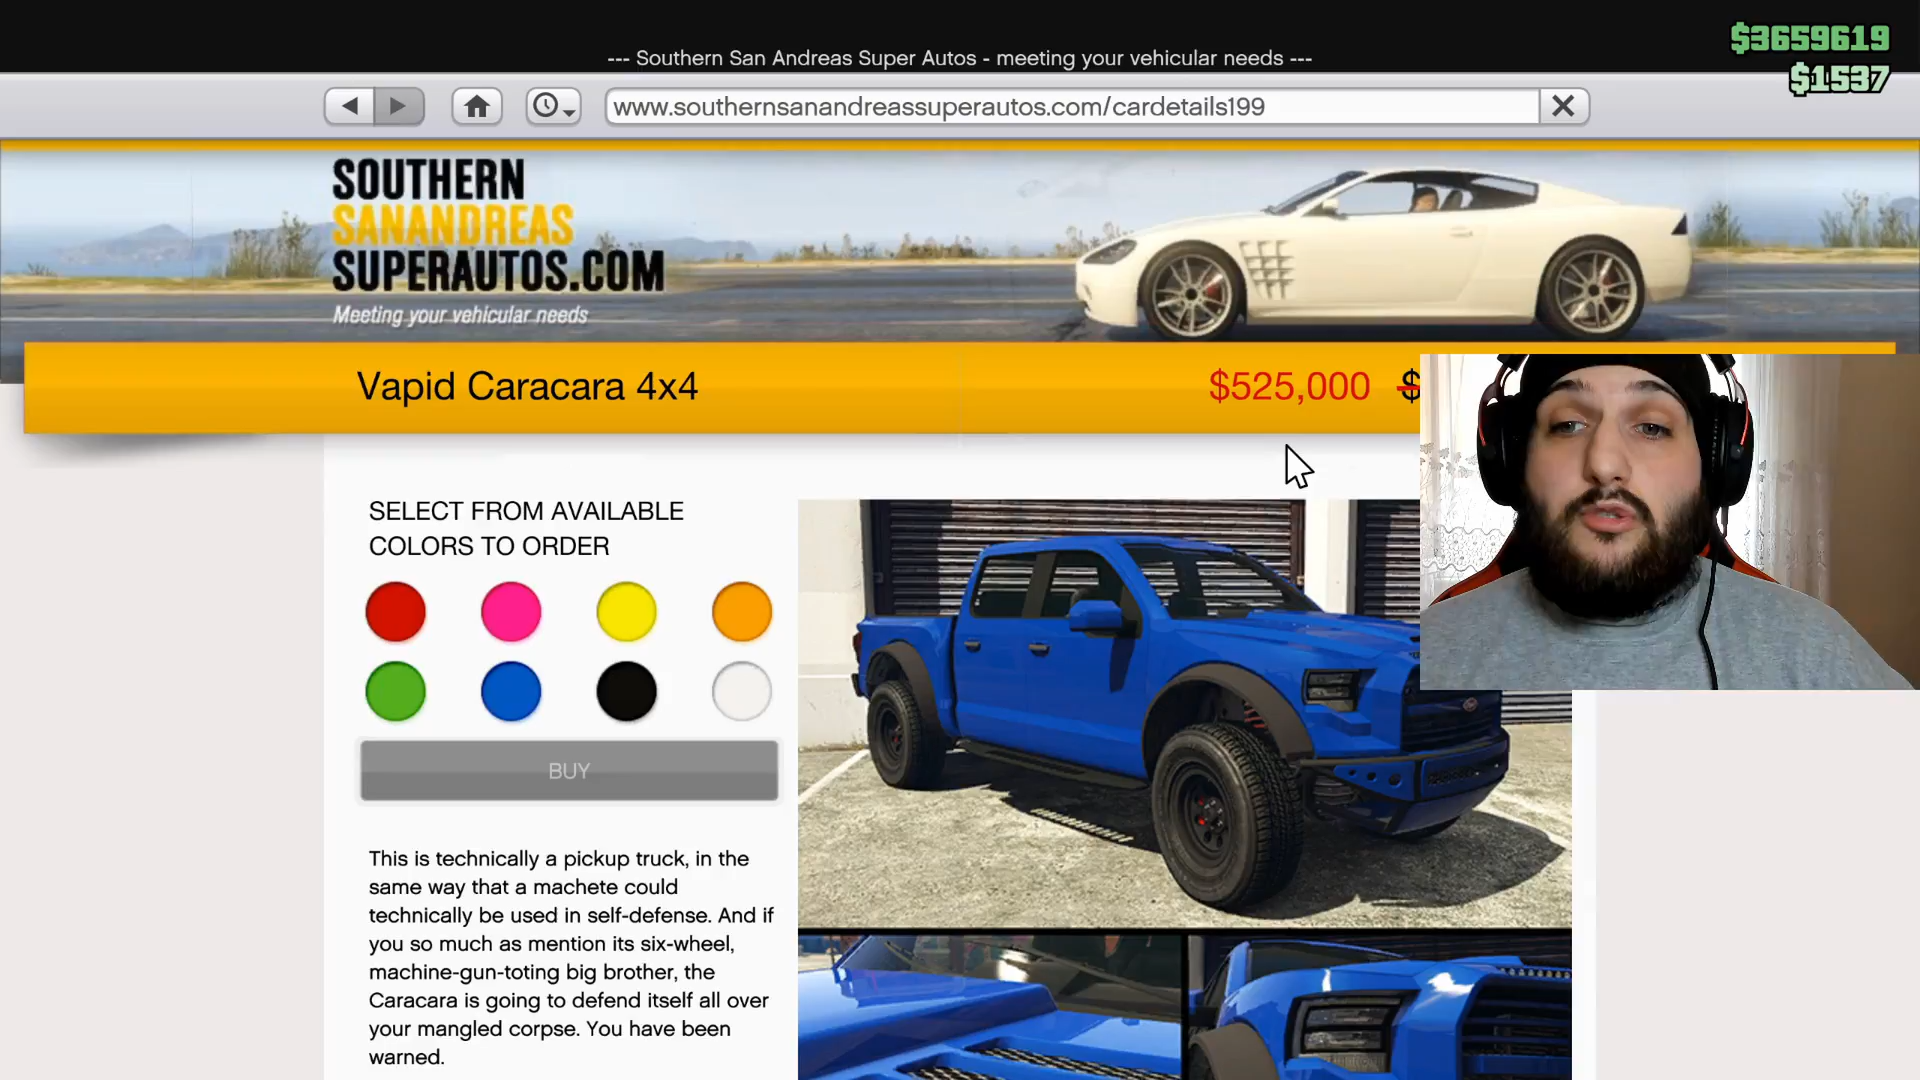 $3659619
--- Southern San Andreas Super Autos - meeting your vehicular needs ---
$1537
www.southernsanandreassuperautos.com/cardetails199
SOUTHERN
SANANDREAS
SUPERAUTOS.COM
Meeting your vehicular needs
Vapid Caracara 4x4
$525,000 $
SELECT FROM AVAILABLE
COLORS TO ORDER
BUY
This is technically a pickup truck, in the
same way that a machete could
technically be used in self-defense. And if
you so much as mention its six-wheel,
machine-gun-toting big brother, the
Caracara is going to defend itself all over
your mangled corpse. You have been
warned.